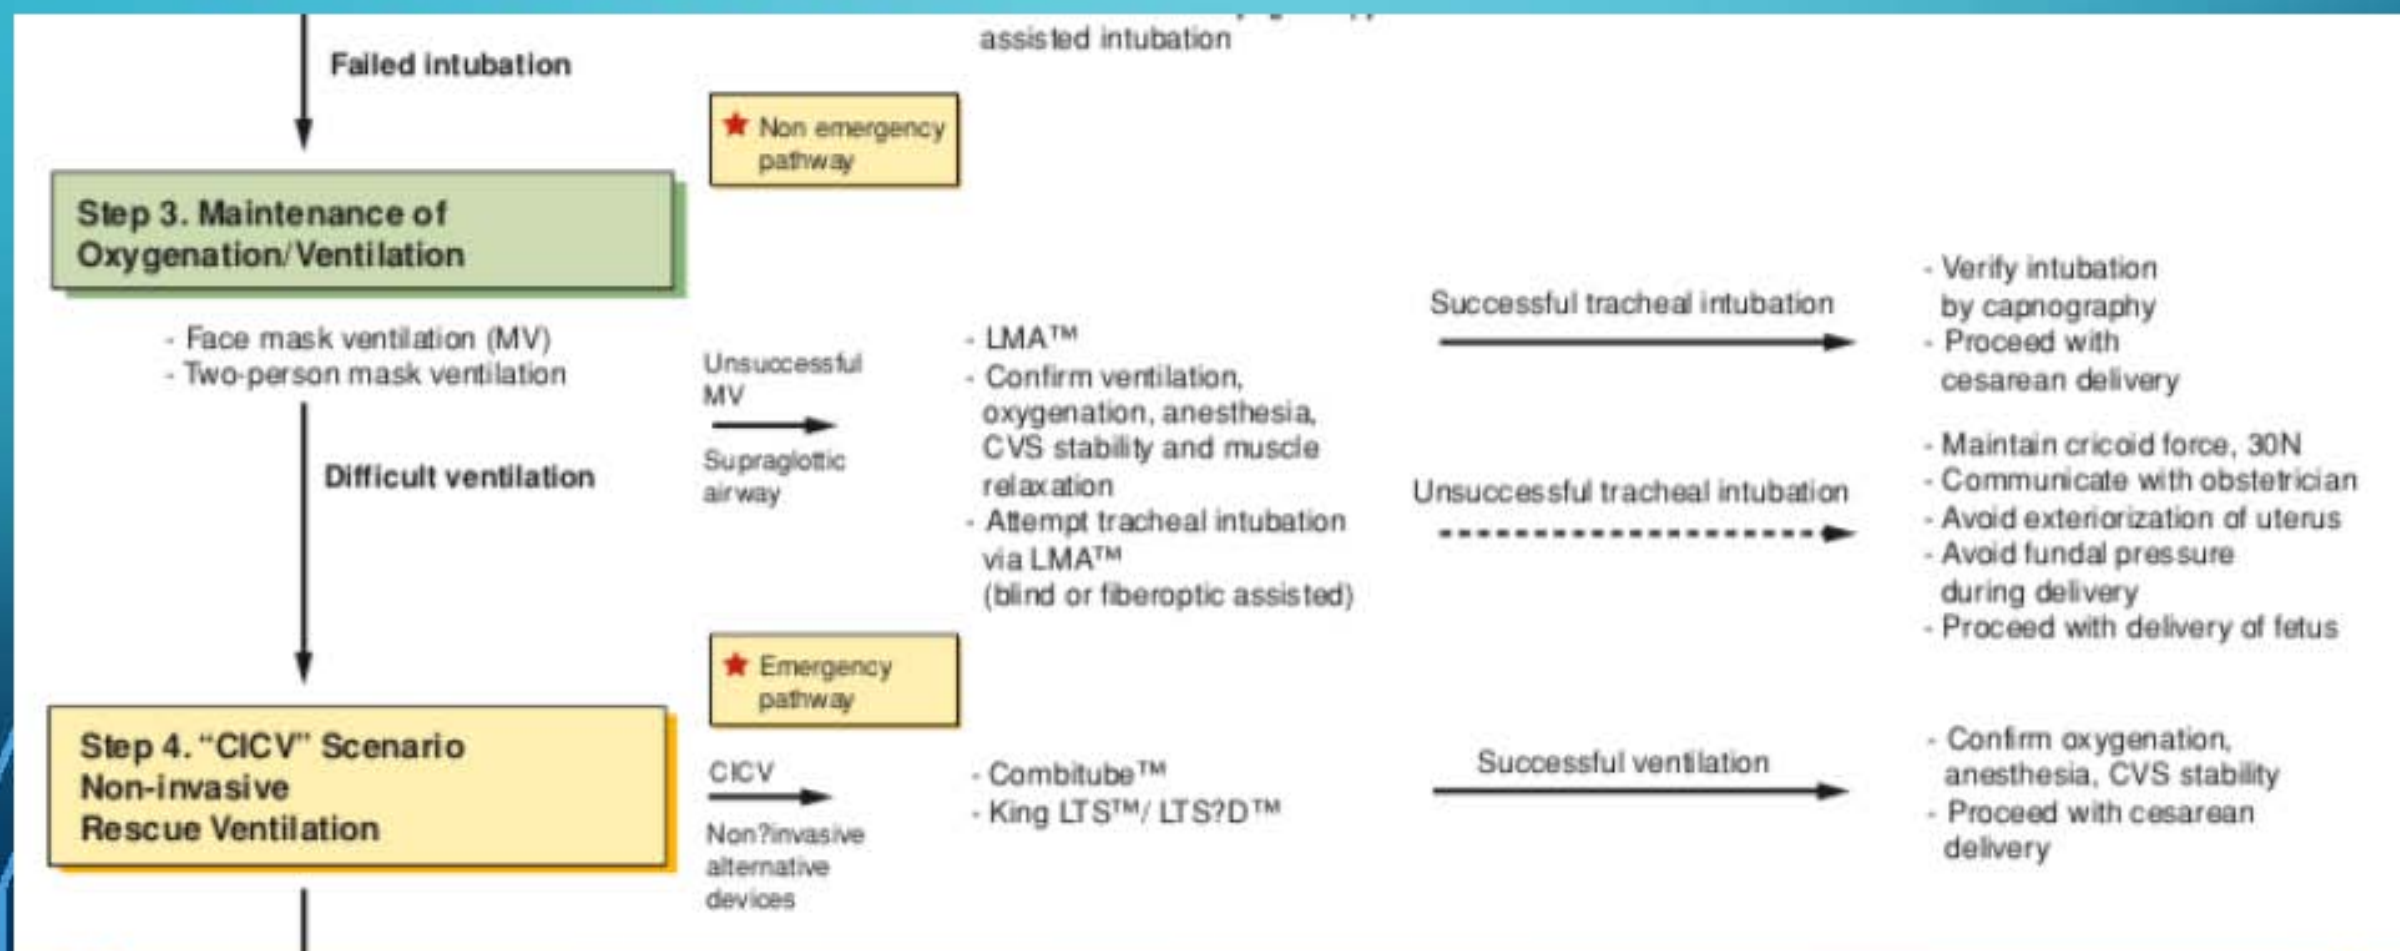 assisted intubation
Failed intubation
★ Non emergency
pathway
Step 3. Maintenance of
Oxygenation/Ventilation
- Face mask ventilation (MV)
- Two-person mask ventilation
Unsuccessful
MV
Supraglottic
airway
- LMA™
- Confirm ventilation,
oxygenation, anesthesia,
CVS stability and muscle
relaxation
- Attempt tracheal intubation
via LMA™
(blind or fiberoptic assisted)
Successful tracheal intubation
- Verify intubation
by capnography
- Proceed with
cesarean delivery
Unsuccessful tracheal intubation
- Maintain cricoid force, 30N
- Communicate with obstetrician
- Avoid exteriorization of uterus
- Avoid fundal pressure
during delivery
- Proceed with delivery of fetus
Difficult ventilation
★ Emergency
pathway
Step 4. “CICV” Scenario
Non-invasive
Rescue Ventilation
CICV
Non?invasive
alternative
devices
- Combitube™
- King LTS™/ LTS?D™
Successful ventilation
- Confirm oxygenation,
anesthesia, CVS stability
- Proceed with cesarean
delivery